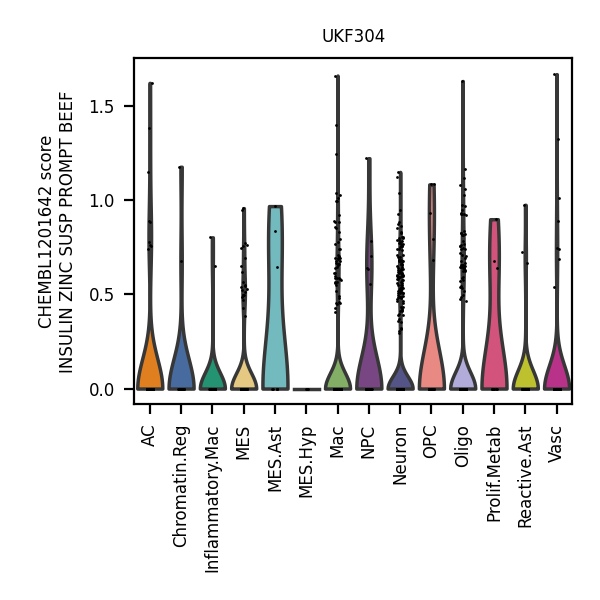 UKF304
CHEMBL1201642 score
INSULIN ZINC SUSP PROMPT BEEF
1.5
1.0
0.5
0.0
AC
Chromatin.Reg
Inflammatory.Mac
MES
MES.Ast
MES.Hyp
Mac
NPC
Neuron
OPC
Oligo
Prolif.Metab
Reactive.Ast
Vasc